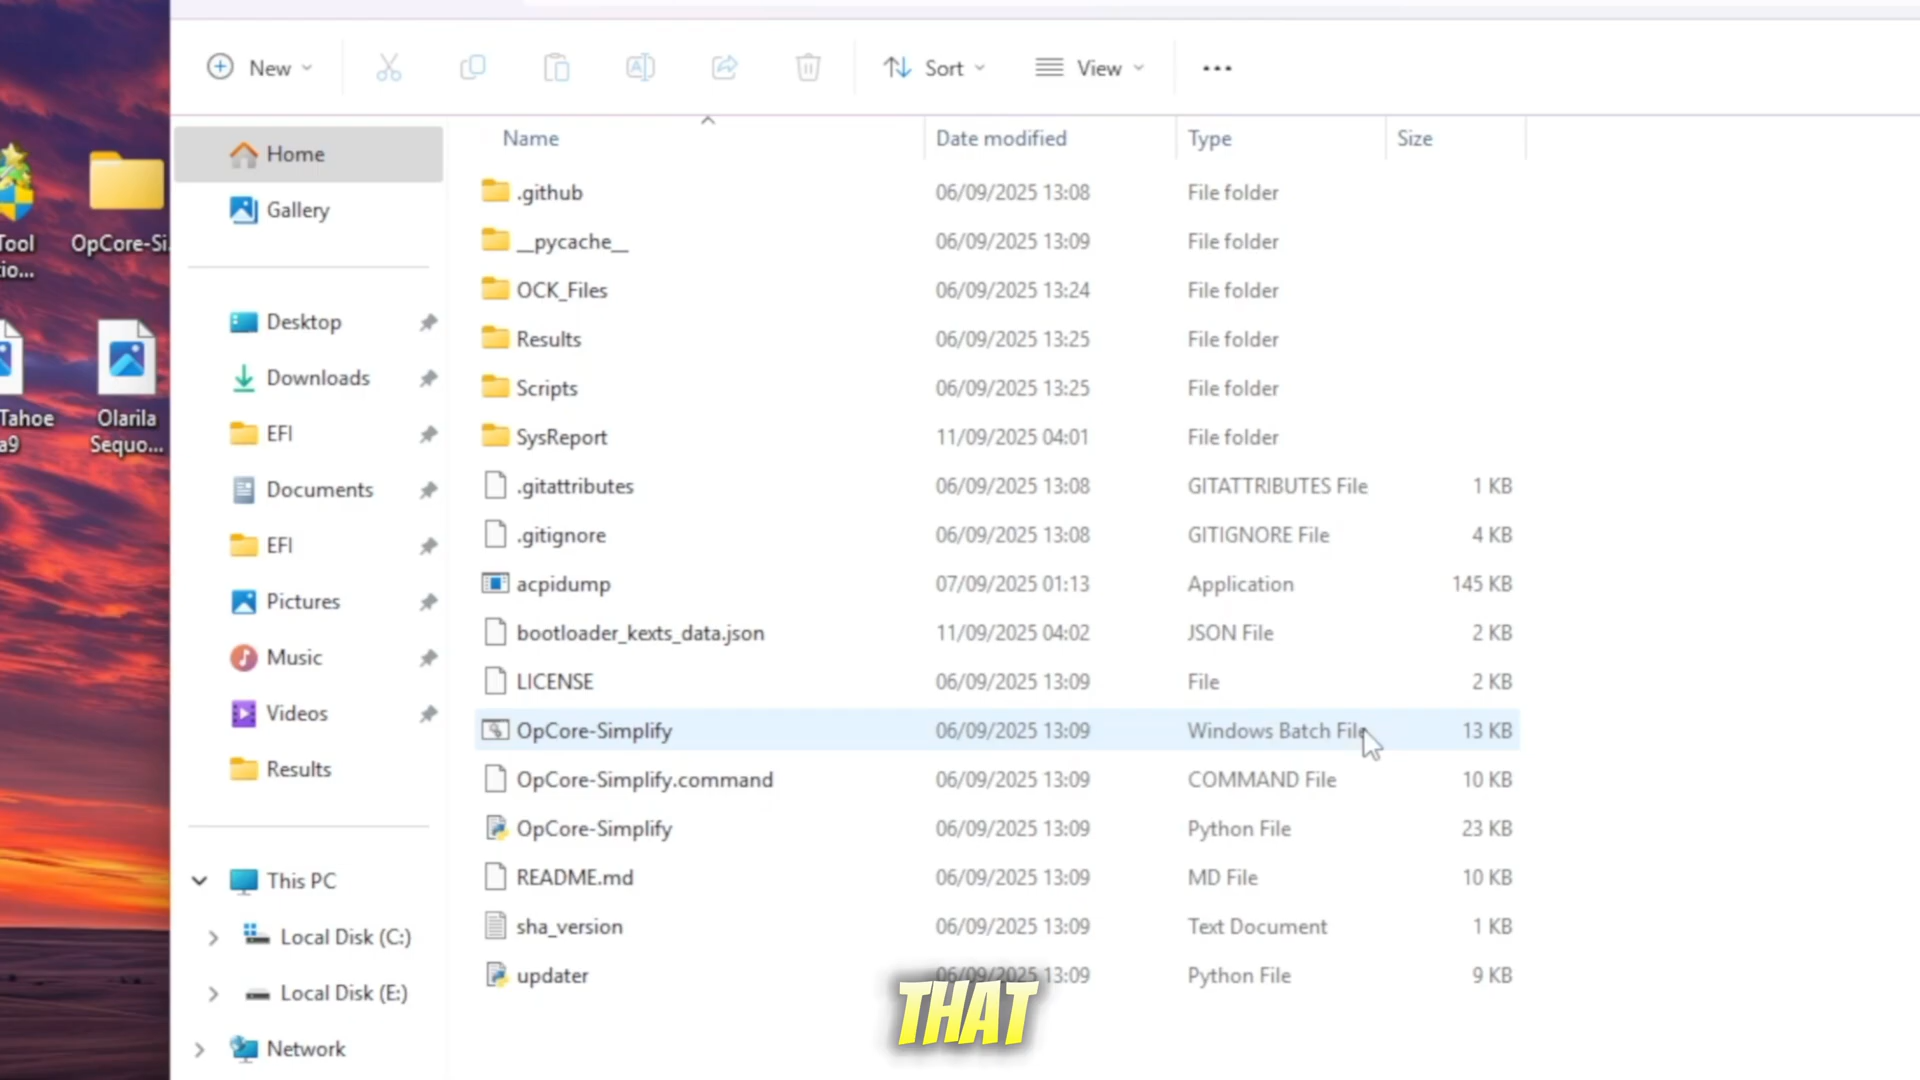 New
Sort
View
Name
Date modified
Type
Size
Tool
io...
OpCore-Si.
Tahoe
a9
Olarila
Sequo...
Home
Gallery
Desktop
Downloads
EFI
Documents
EFI
Pictures
Music
Videos
Results
This PC
Local Disk (C:)
Local Disk (E:)
Network
.github 06/09/2025 13:08 File folder
__pycache__ 06/09/2025 13:09 File folder
OCK_Files 06/09/2025 13:24 File folder
Results 06/09/2025 13:25 File folder
Scripts 06/09/2025 13:25 File folder
SysReport 11/09/2025 04:01 File folder
.gitattributes 06/09/2025 13:08 GITATTRIBUTES File 1 KB
.gitignore 06/09/2025 13:08 GITIGNORE File 4 KB
acpidump 07/09/2025 01:13 Application 145 KB
bootloader_kexts_data.json 11/09/2025 04:02 JSON File 2 KB
LICENSE 06/09/2025 13:09 File 2 KB
OpCore-Simplify 06/09/2025 13:09 Windows Batch File 13 KB
OpCore-Simplify.command 06/09/2025 13:09 COMMAND File 10 KB
OpCore-Simplify 06/09/2025 13:09 Python File 23 KB
README.md 06/09/2025 13:09 MD File 10 KB
sha_version 06/09/2025 13:09 Text Document 1 KB
updater 06/09/2025 13:09 Python File 9 KB
THAT